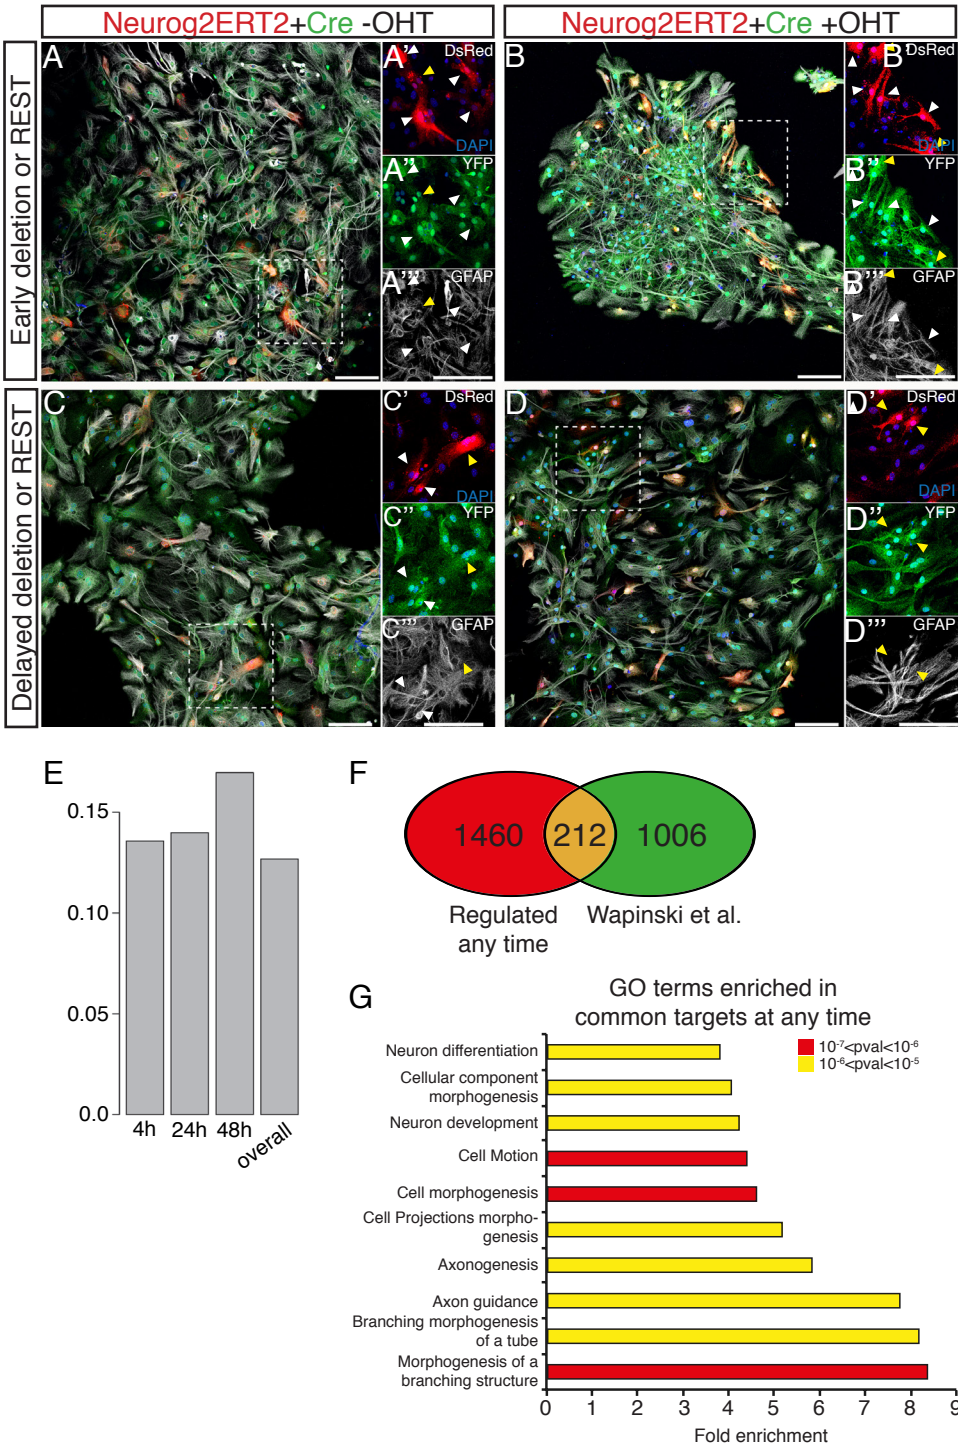 Neurog2ERT2+Cre -OHT
Neurog2ERT2+Cre +OHT
Early deletion or REST
A
A'
DsRed
DAPI
A''
YFP
A'''
GFAP
B
B'
DsRed
DAPI
B''
YFP
B'''
GFAP
Delayed deletion or REST
C
C'
DsRed
DAPI
C''
YFP
C'''
GFAP
D
D'
DsRed
DAPI
D''
YFP
D'''
GFAP
E
0.15
0.10
0.05
0.0
4h
24h
48h
overall
F
1460
212
1006
Regulated
any time
Wapinski et al.
G
GO terms enriched in
common targets at any time
10⁻⁷<pval<10⁻⁶
10⁻⁶<pval<10⁻⁵
Neuron differentiation
Cellular component
morphogenesis
Neuron development
Cell Motion
Cell morphogenesis
Cell Projections morpho-
genesis
Axonogenesis
Axon guidance
Branching morphogenesis
of a tube
Morphogenesis of a
branching structure
0 1 2 3 4 5 6 7 8 9
Fold enrichment